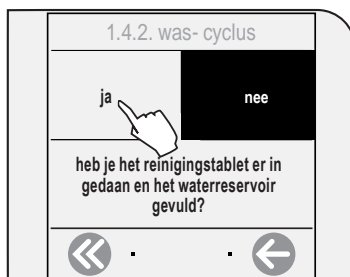 1.4.2. was- cyclus
ja
nee
heb je het reinigingstablet er in
gedaan en het waterreservoir
gevuld?